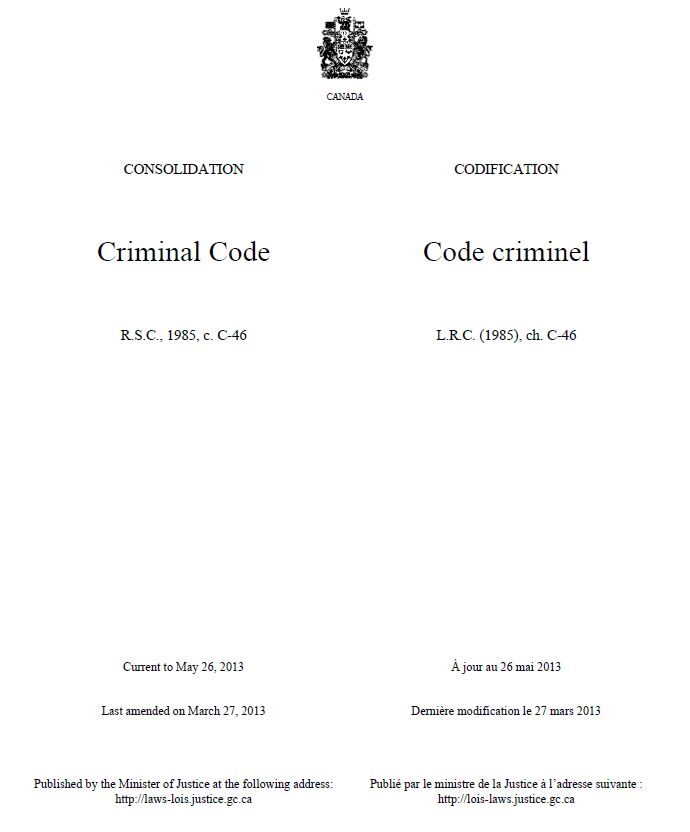 CANADA
CONSOLIDATION
Criminal Code
R.S.C., 1985, c. C-46
Current to May 26, 2013
Last amended on March 27, 2013
Published by the Minister of Justice at the following address:
http://laws-lois.justice.gc.ca
CODIFICATION
Code criminel
L.R.C. (1985), ch. C-46
À jour au 26 mai 2013
Dernière modification le 27 mars 2013
Publié par le ministre de la Justice à l’adresse suivante :
http://lois-laws.justice.gc.ca